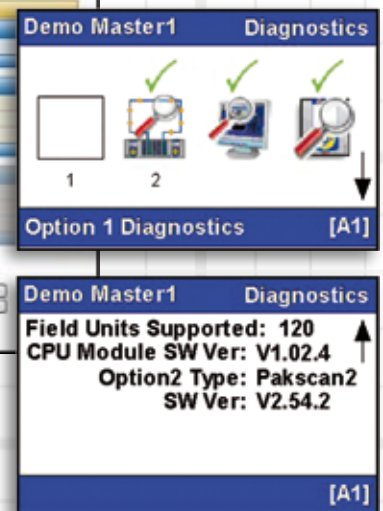 Demo Master1 Diagnostics
1 2
Option 1 Diagnostics [A1]
Demo Master1 Diagnostics
Field Units Supported: 120
CPU Module SW Ver: V1.02.4
Option2 Type: Pakscan2
SW Ver: V2.54.2
[A1]